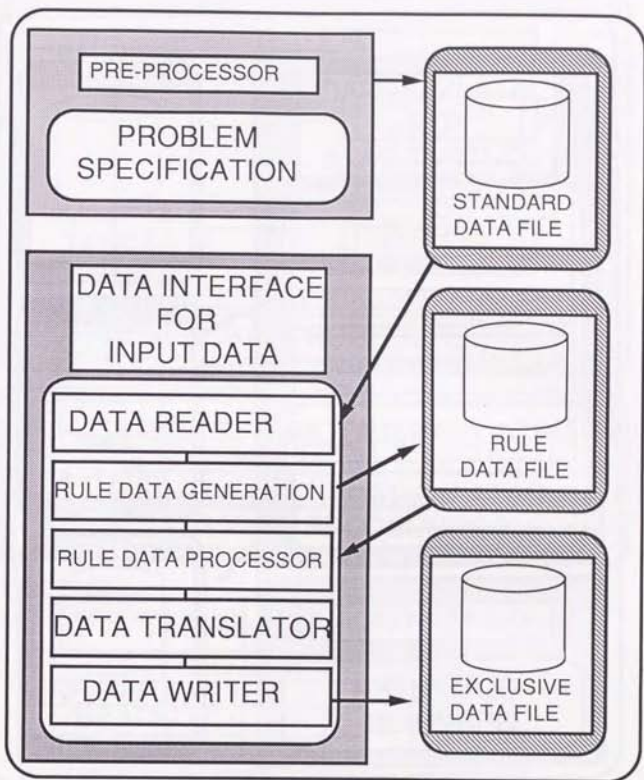 PRE-PROCESSOR
PROBLEM
SPECIFICATION
STANDARD
DATA FILE
DATA INTERFACE
FOR
INPUT DATA
DATA READER
RULE DATA GENERATION
RULE DATA PROCESSOR
DATA TRANSLATOR
DATA WRITER
RULE
DATA FILE
EXCLUSIVE
DATA FILE